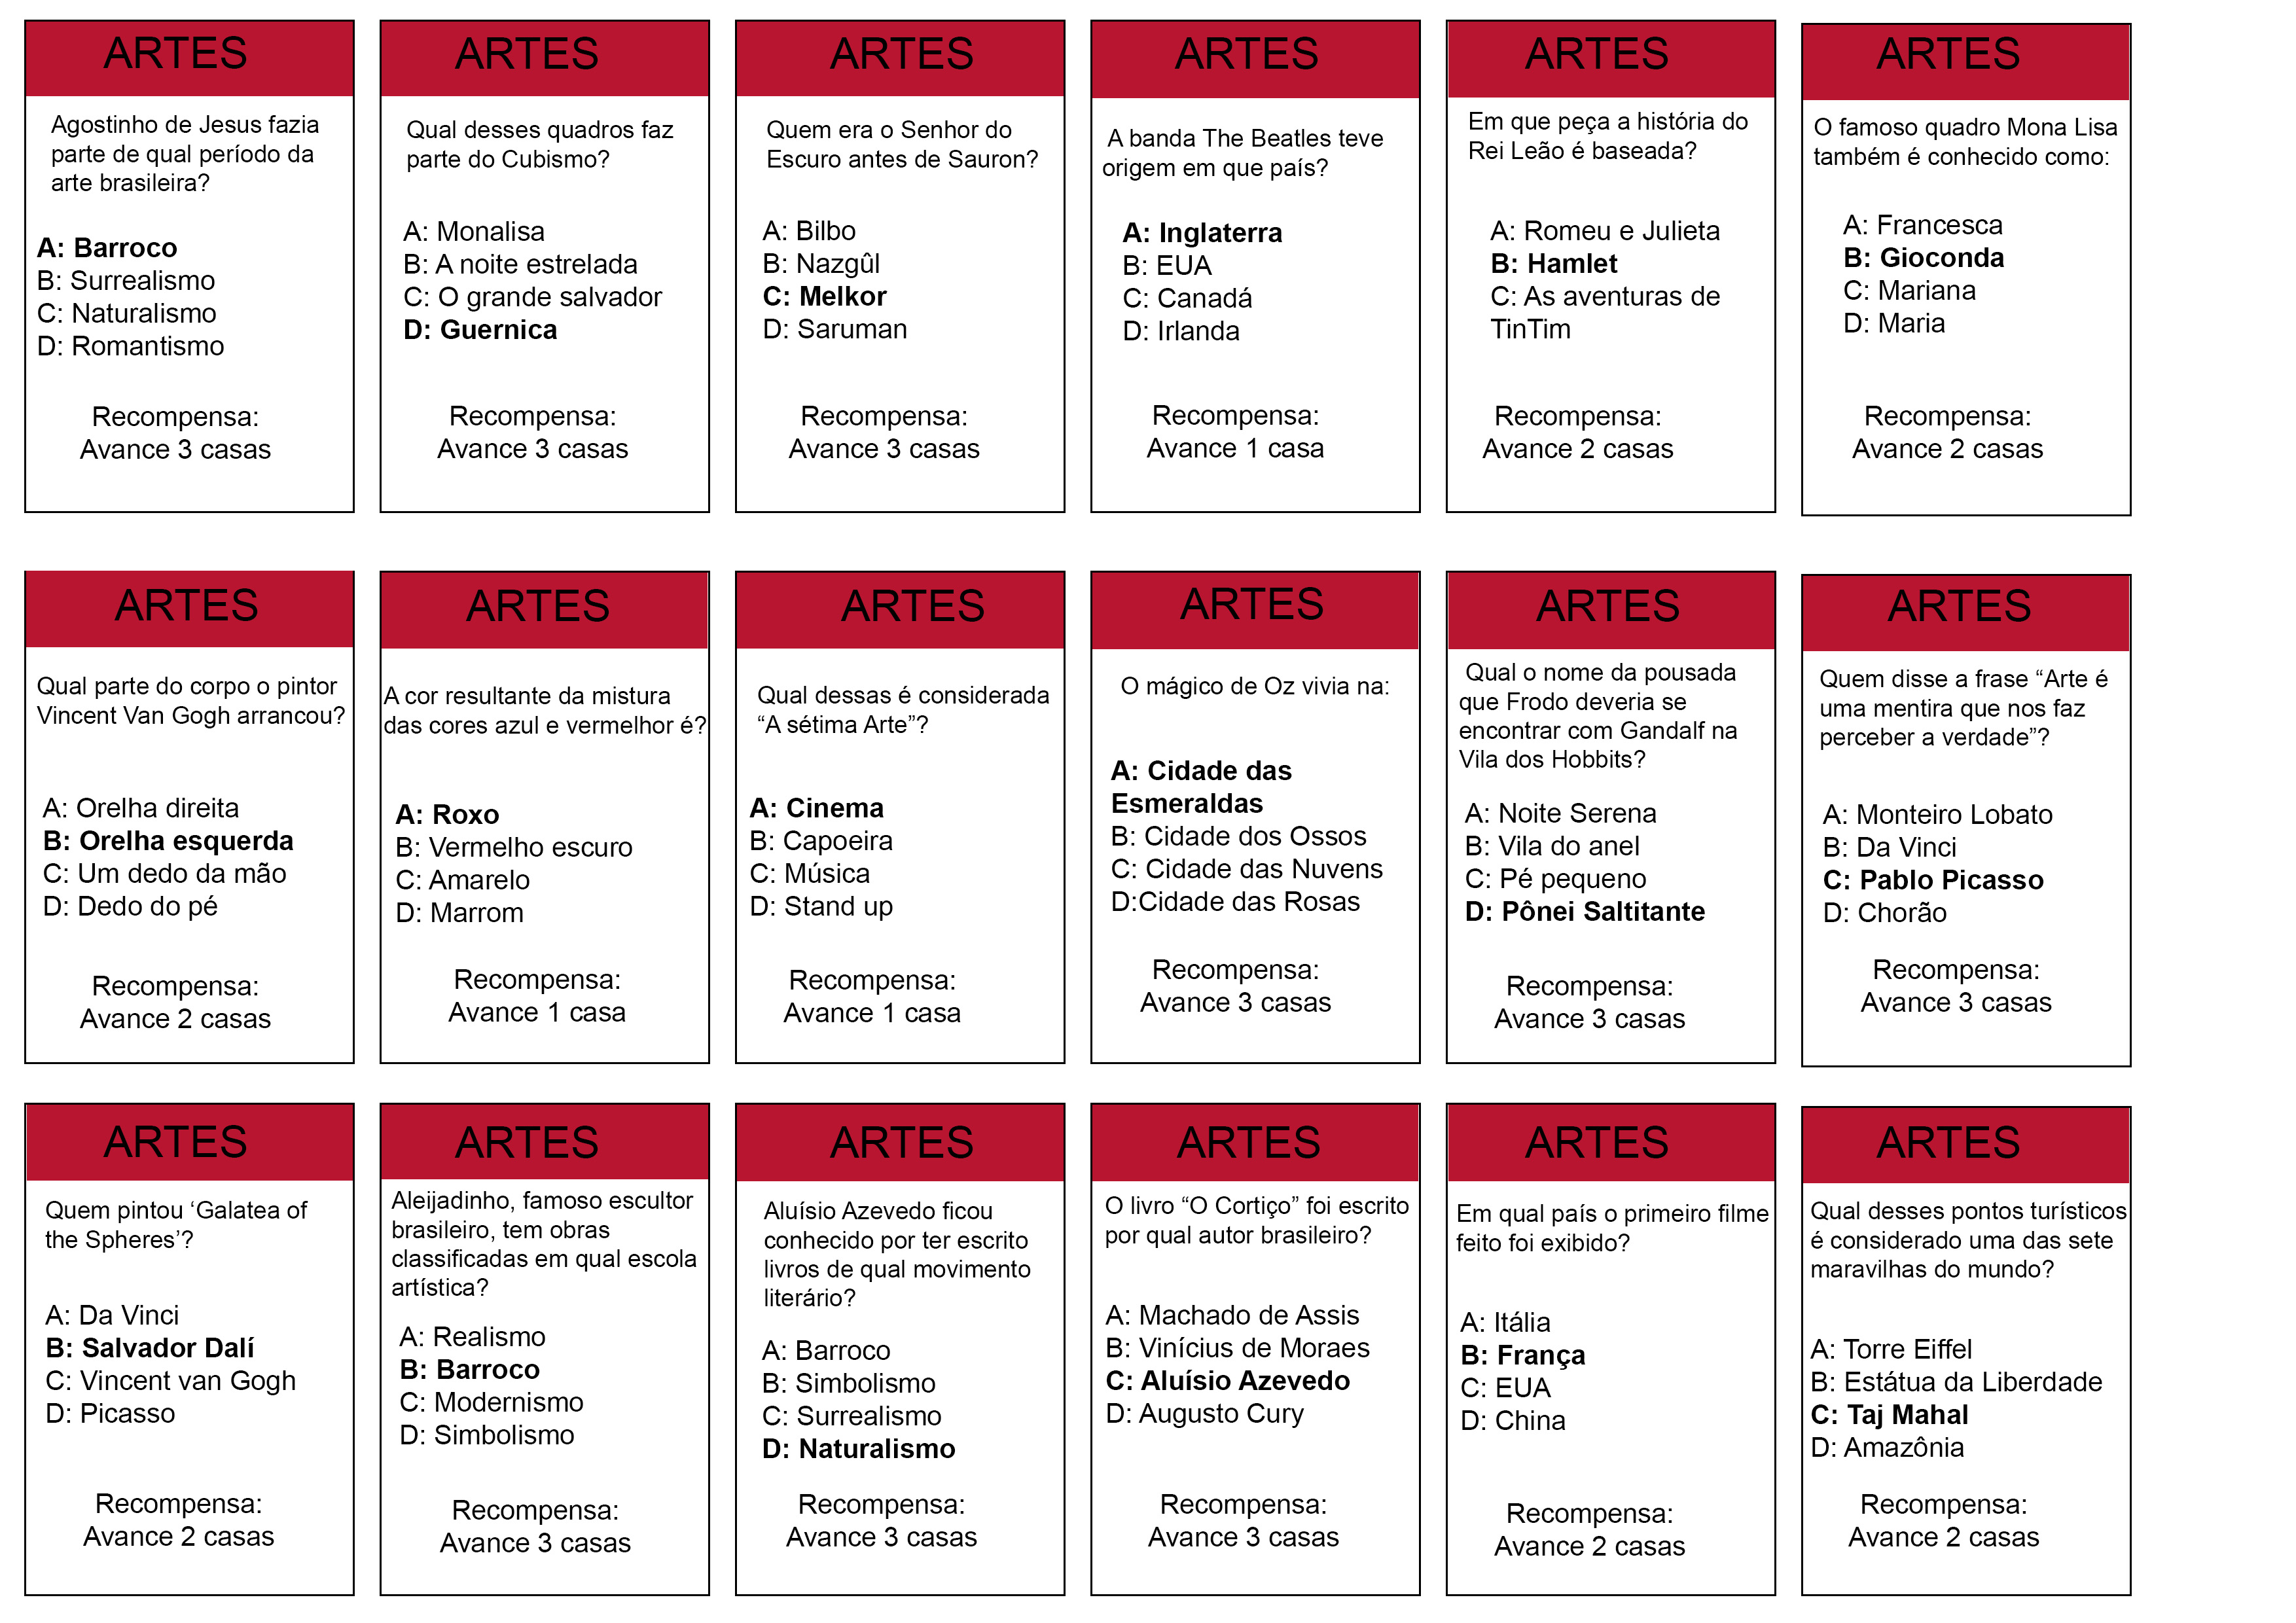 ARTES
Agostinho de Jesus fazia
parte de qual período da
arte brasileira?
A: Barroco
B: Surrealismo
C: Naturalismo
D: Romantismo
Recompensa:
Avance 3 casas
ARTES
Qual desses quadros faz
parte do Cubismo?
A: Monalisa
B: A noite estrelada
C: O grande salvador
D: Guernica
Recompensa:
Avance 3 casas
ARTES
Quem era o Senhor do
Escuro antes de Sauron?
A: Bilbo
B: Nazgûl
C: Melkor
D: Saruman
Recompensa:
Avance 3 casas
ARTES
A banda The Beatles teve
origem em que país?
A: Inglaterra
B: EUA
C: Canadá
D: Irlanda
Recompensa:
Avance 1 casa
ARTES
Em que peça a história do
Rei Leão é baseada?
A: Romeu e Julieta
B: Hamlet
C: As aventuras de
TinTim
Recompensa:
Avance 2 casas
ARTES
O famoso quadro Mona Lisa
também é conhecido como:
A: Francesca
B: Gioconda
C: Mariana
D: Maria
Recompensa:
Avance 2 casas
ARTES
Qual parte do corpo o pintor
Vincent Van Gogh arrancou?
A: Orelha direita
B: Orelha esquerda
C: Um dedo da mão
D: Dedo do pé
Recompensa:
Avance 2 casas
ARTES
A cor resultante da mistura
das cores azul e vermelhor é?
A: Roxo
B: Vermelho escuro
C: Amarelo
D: Marrom
Recompensa:
Avance 1 casa
ARTES
Qual dessas é considerada
“A sétima Arte”?
A: Cinema
B: Capoeira
C: Música
D: Stand up
Recompensa:
Avance 1 casa
ARTES
O mágico de Oz vivia na:
A: Cidade das
Esmeraldas
B: Cidade dos Ossos
C: Cidade das Nuvens
D:Cidade das Rosas
Recompensa:
Avance 3 casas
ARTES
Qual o nome da pousada
que Frodo deveria se
encontrar com Gandalf na
Vila dos Hobbits?
A: Noite Serena
B: Vila do anel
C: Pé pequeno
D: Pônei Saltitante
Recompensa:
Avance 3 casas
ARTES
Quem disse a frase “Arte é
uma mentira que nos faz
perceber a verdade”?
A: Monteiro Lobato
B: Da Vinci
C: Pablo Picasso
D: Chorão
Recompensa:
Avance 3 casas
ARTES
Quem pintou ‘Galatea of
the Spheres’?
A: Da Vinci
B: Salvador Dalí
C: Vincent van Gogh
D: Picasso
Recompensa:
Avance 2 casas
ARTES
Aleijadinho, famoso escultor
brasileiro, tem obras
classificadas em qual escola
artística?
A: Realismo
B: Barroco
C: Modernismo
D: Simbolismo
Recompensa:
Avance 3 casas
ARTES
Aluísio Azevedo ficou
conhecido por ter escrito
livros de qual movimento
literário?
A: Barroco
B: Simbolismo
C: Surrealismo
D: Naturalismo
Recompensa:
Avance 3 casas
ARTES
O livro “O Cortiço” foi escrito
por qual autor brasileiro?
A: Machado de Assis
B: Vinícius de Moraes
C: Aluísio Azevedo
D: Augusto Cury
Recompensa:
Avance 3 casas
ARTES
Em qual país o primeiro filme
feito foi exibido?
A: Itália
B: França
C: EUA
D: China
Recompensa:
Avance 2 casas
ARTES
Qual desses pontos turísticos
é considerado uma das sete
maravilhas do mundo?
A: Torre Eiffel
B: Estátua da Liberdade
C: Taj Mahal
D: Amazônia
Recompensa:
Avance 2 casas